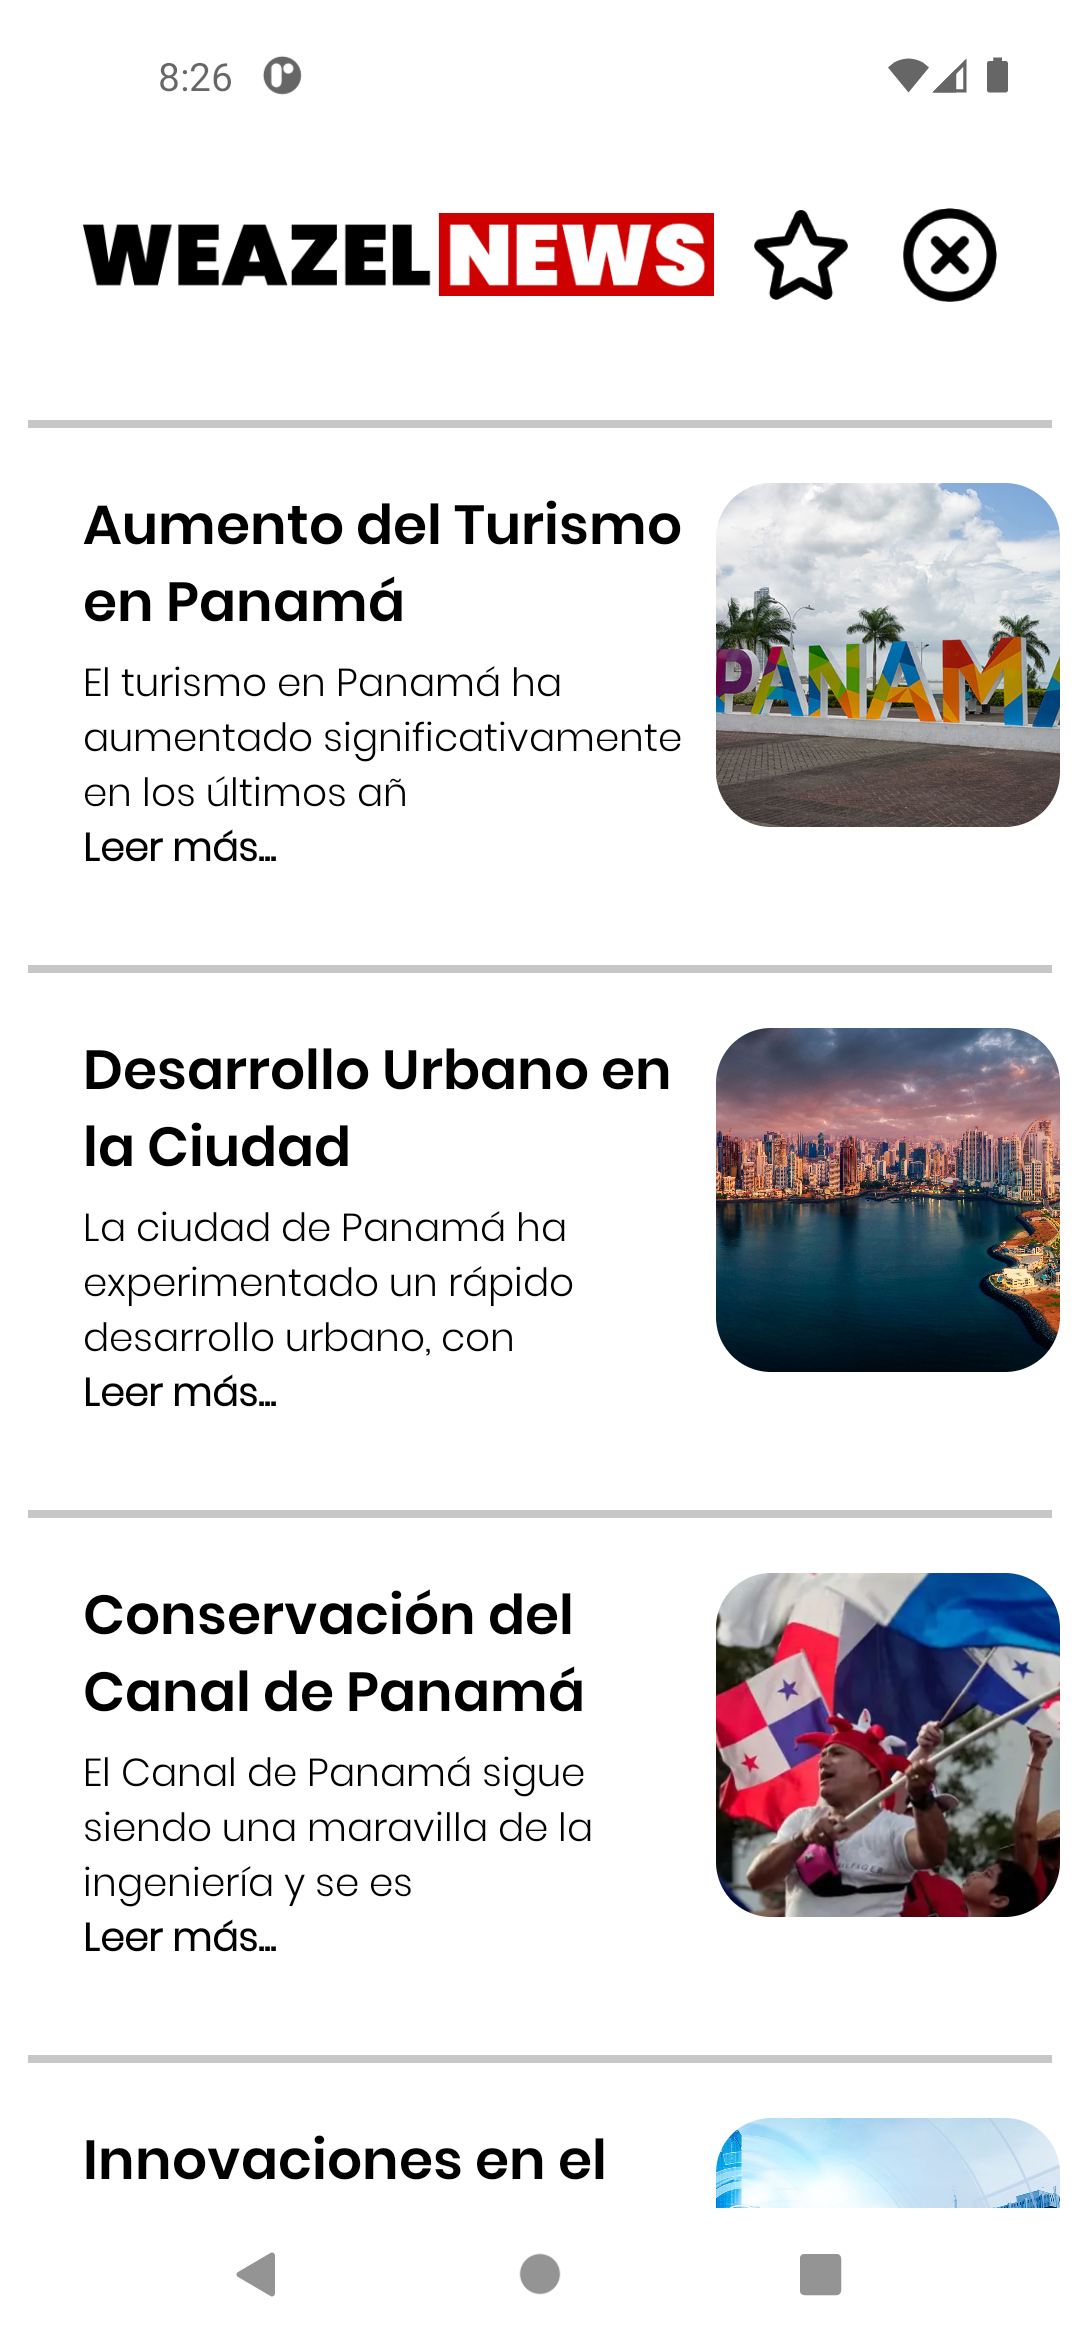 8:26
WEAZEL NEWS
Aumento del Turismo
en Panamá
El turismo en Panamá ha
aumentado significativamente
en los últimos añ
Leer más...
PANAMA
Desarrollo Urbano en
la Ciudad
La ciudad de Panamá ha
experimentado un rápido
desarrollo urbano, con
Leer más...
Conservación del
Canal de Panamá
El Canal de Panamá sigue
siendo una maravilla de la
ingeniería y se es
Leer más...
Innovaciones en el